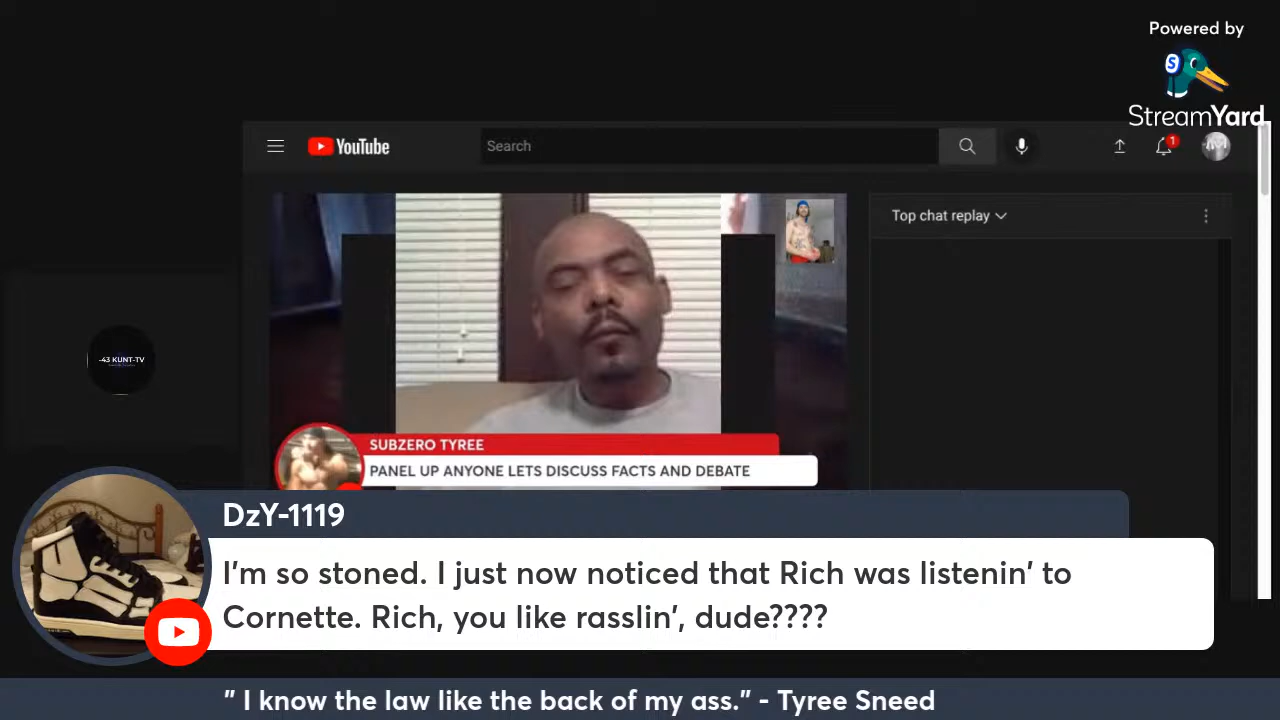 Powered by
StreamYard
YouTube
Search
1
Top chat replay
-43 KUNT-TV
SUBZERO TYREE
PANEL UP ANYONE LETS DISCUSS FACTS AND DEBATE
DzY-1119
I'm so stoned. I just now noticed that Rich was listenin' to
Cornette. Rich, you like rasslin', dude????
" I know the law like the back of my ass." - Tyree Sneed